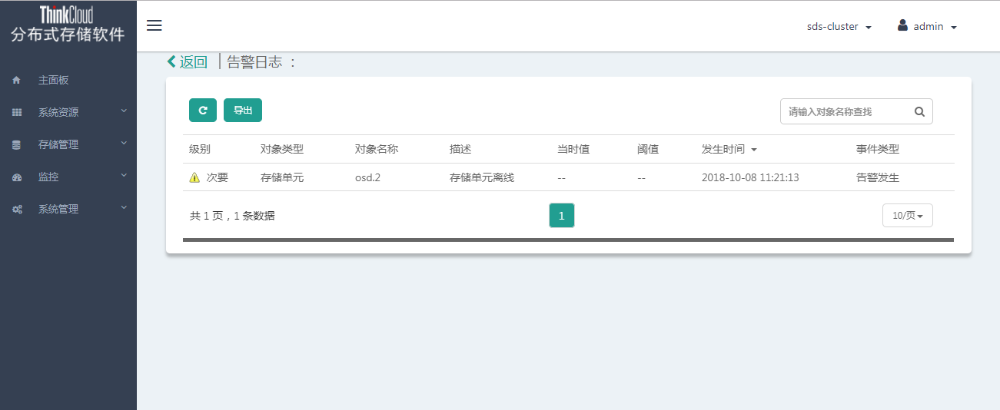 ThinkCloud
分布式存储软件
sds-cluster admin
主面板
系统资源
存储管理
监控
系统管理
返回 | 告警日志 :
导出 请输入对象名称查找
级别 对象类型 对象名称 描述 当时值 阈值 发生时间 事件类型
次要 存储单元 osd.2 存储单元离线 -- -- 2018-10-08 11:21:13 告警发生
共 1 页，1 条数据 1 10/页